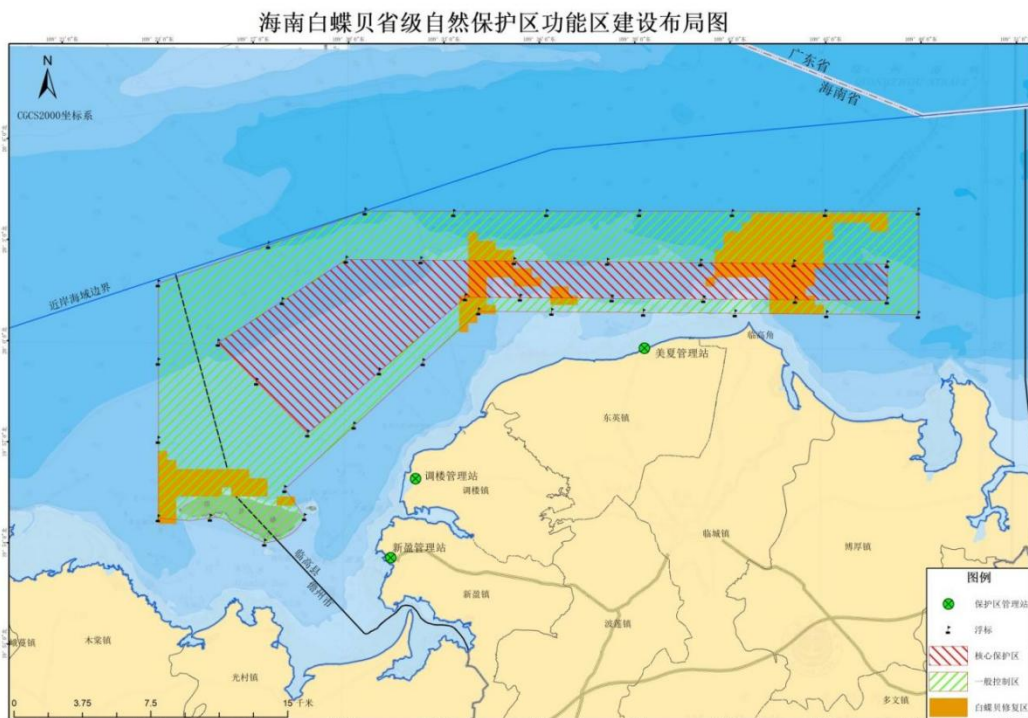 海南白蝶贝省级自然保护区功能区建设布局图
N
CGCS2000坐标系
广东省
海南省
近岸海域边界
临高角
美夏管理站
东英镇
调楼管理站
调楼镇
临城镇
博厚镇
新盈管理站
临高县
儋州市
新盈镇
波莲镇
木棠镇
光村镇
多文镇
0 3.75 7.5 15 千米
图例
保护区管理站
浮标
核心保护区
一般控制区
白蝶贝修复区